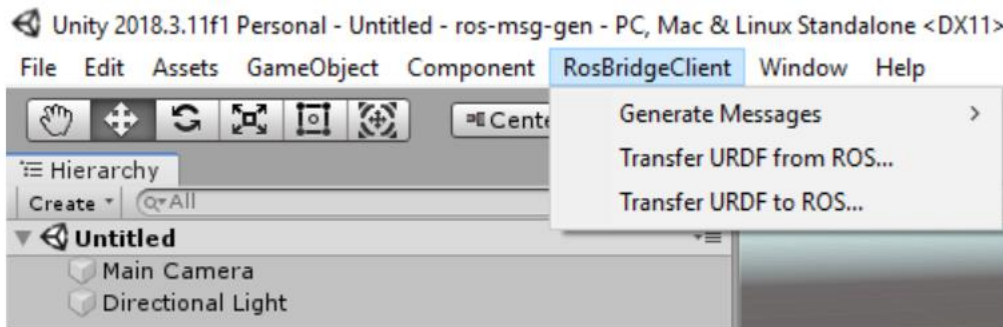 Unity 2018.3.11f1 Personal - Untitled - ros-msg-gen - PC, Mac & Linux Standalone <DX11>
File Edit Assets GameObject Component RosBridgeClient Window Help
Generate Messages
Transfer URDF from ROS...
Transfer URDF to ROS...
Hierarchy
Create All
Untitled
Main Camera
Directional Light